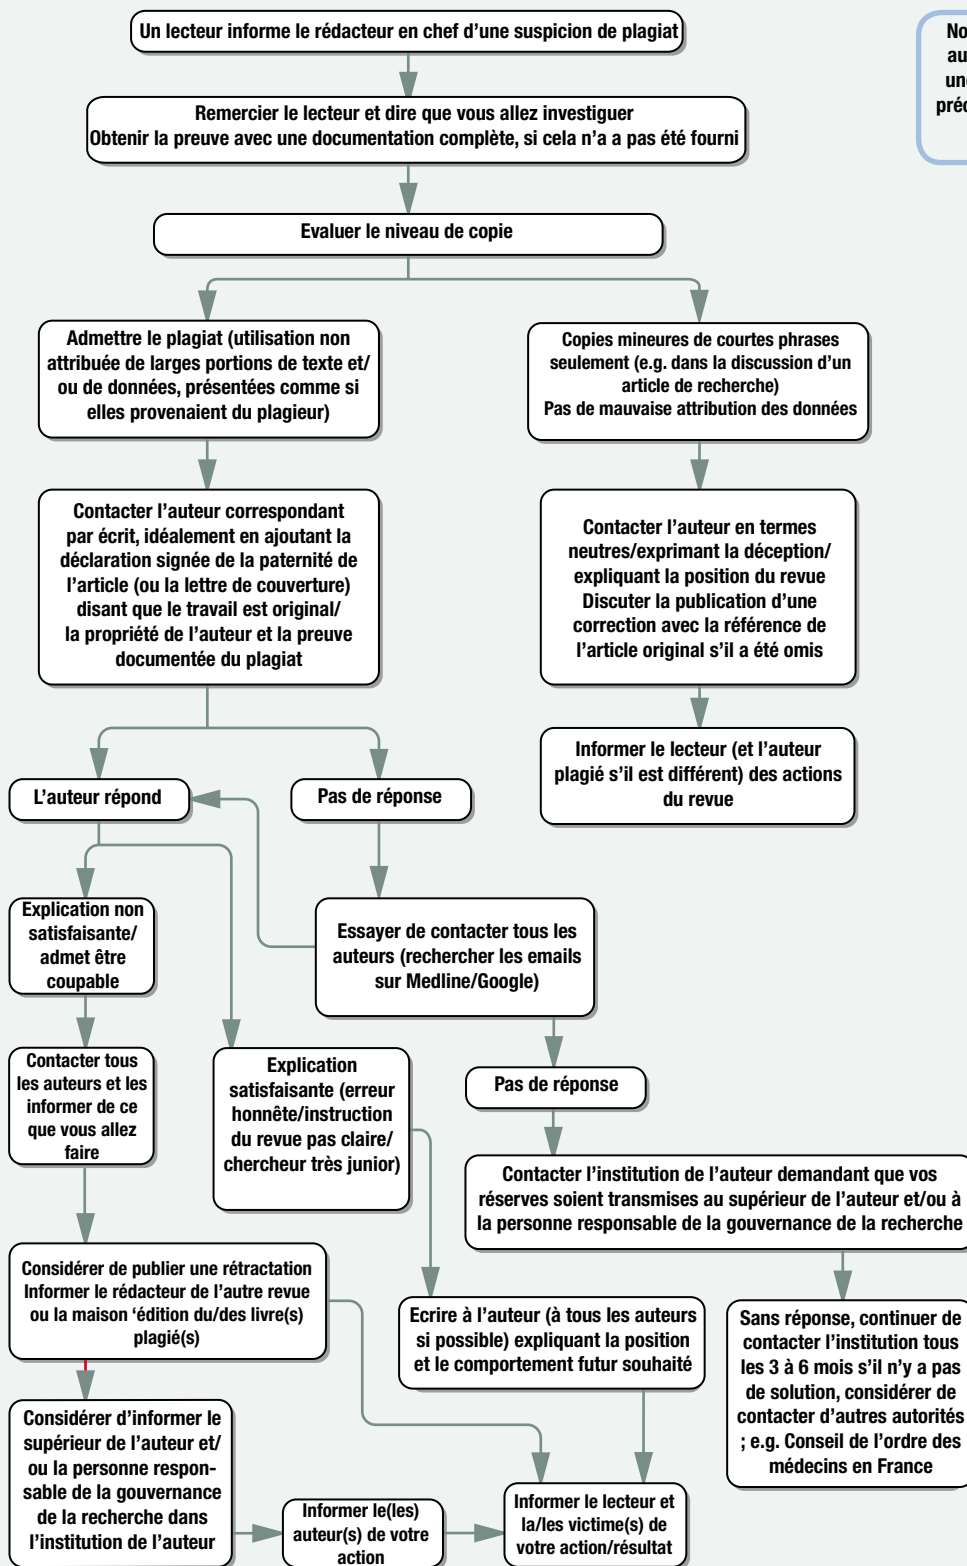 Un lecteur informe le rédacteur en chef d'une suspicion de plagiat
Remercier le lecteur et dire que vous allez investiguer
Obtenir la preuve avec une documentation complète, si cela n'a a pas été fourni
Evaluer le niveau de copie
Admettre le plagiat (utilisation non
attribuée de larges portions de texte et/
ou de données, présentées comme si
elles provenaient du plagieur)
Copies mineures de courtes phrases
seulement (e.g. dans la discussion d'un
article de recherche)
Pas de mauvaise attribution des données
Contacter l'auteur correspondant
par écrit, idéalement en ajoutant la
déclaration signée de la paternité de
l'article (ou la lettre de couverture)
disant que le travail est original/
la propriété de l'auteur et la preuve
documentée du plagiat
Contacter l'auteur en termes
neutres/exprimant la déception/
expliquant la position du revue
Discuter la publication d'une
correction avec la référence de
l'article original s'il a été omis
Informer le lecteur (et l'auteur
plagié s'il est différent) des actions
du revue
L'auteur répond
Pas de réponse
Explication non
satisfaisante/
admet être
coupable
Essayer de contacter tous les
auteurs (rechercher les emails
sur Medline/Google)
Contacter tous
les auteurs et les
informer de ce
que vous allez
faire
Explication
satisfaisante (erreur
honnête/instruction
du revue pas claire/
chercheur très junior)
Pas de réponse
Contacter l'institution de l'auteur demandant que vos
réserves soient transmises au supérieur de l'auteur et/ou à
la personne responsable de la gouvernance de la recherche
Considérer de publier une rétractation
Informer le rédacteur de l'autre revue
ou la maison 'édition du/des livre(s)
plagié(s)
Ecrire à l'auteur (à tous les auteurs
si possible) expliquant la position
et le comportement futur souhaité
Sans réponse, continuer de
contacter l'institution tous
les 3 à 6 mois s'il n'y a pas
de solution, considérer de
contacter d'autres autorités
; e.g. Conseil de l'ordre des
médecins en France
Considérer d'informer le
supérieur de l'auteur et/
ou la personne respon-
sable de la gouvernance
de la recherche dans
l'institution de l'auteur
Informer le(les)
auteur(s) de votre
action
Informer le lecteur et
la/les victime(s) de
votre action/résultat